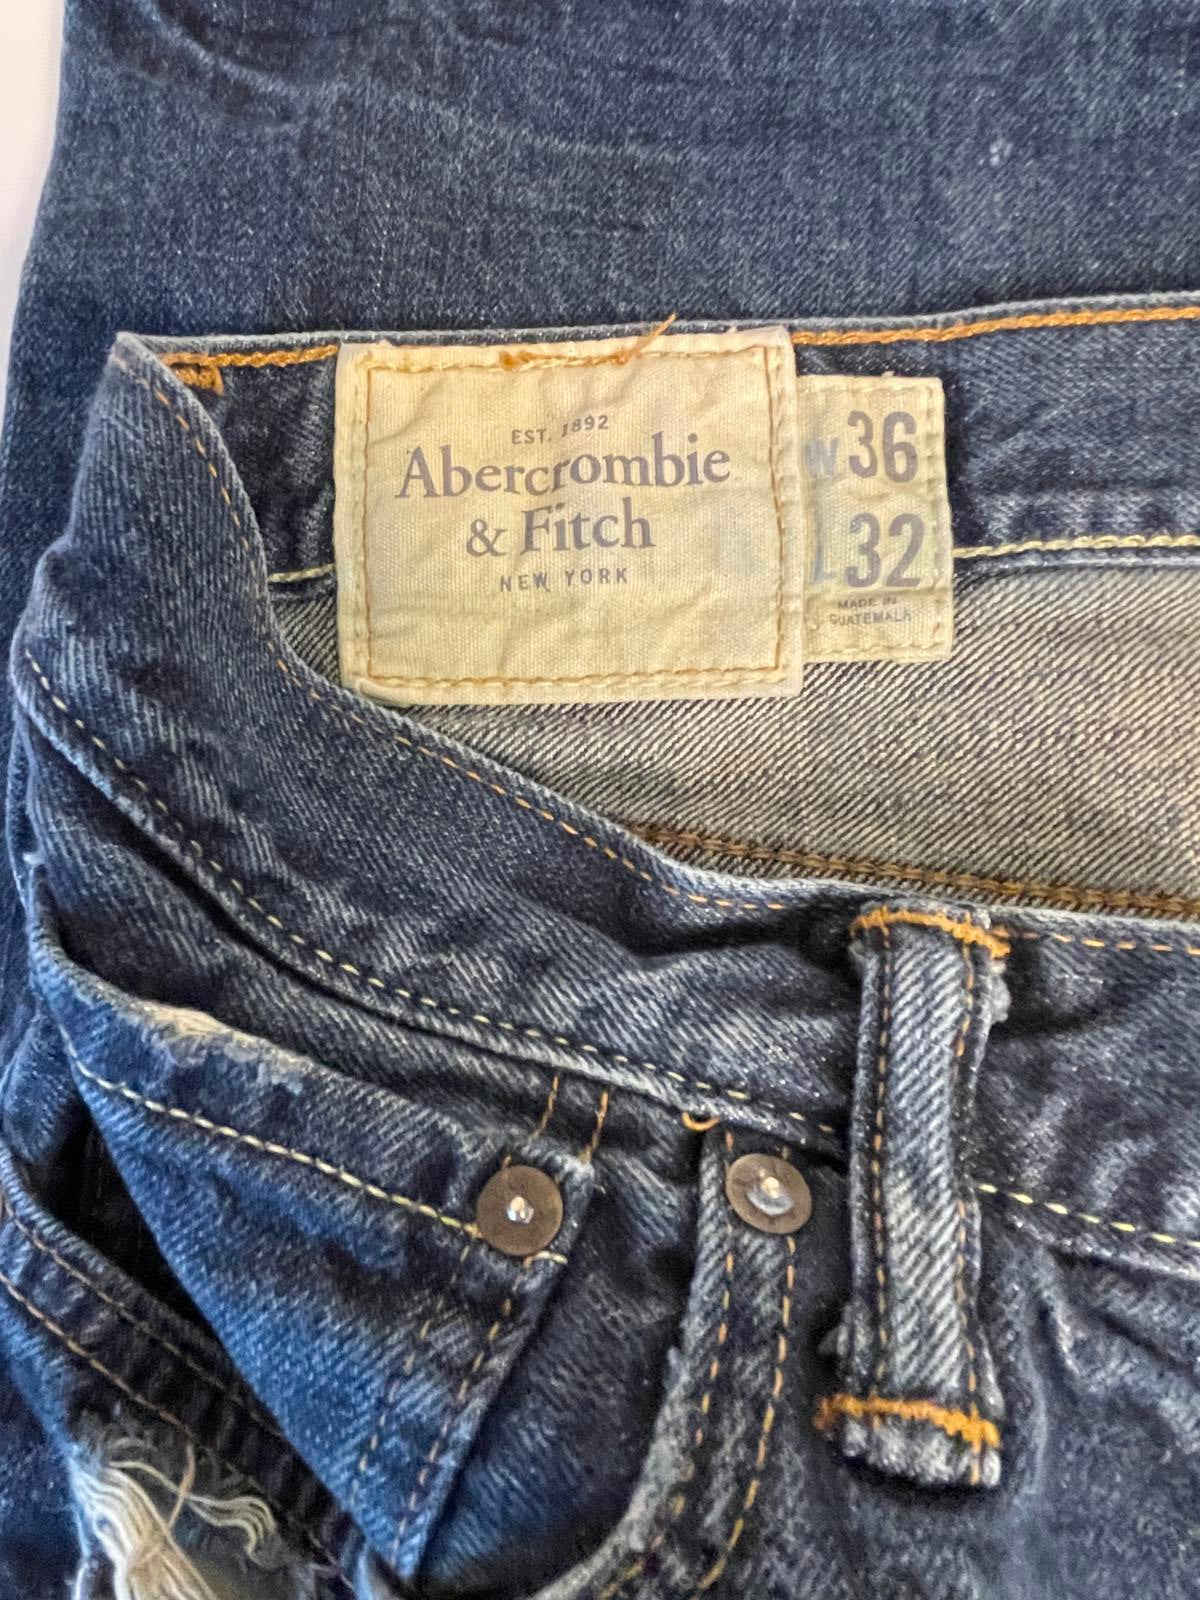 EST. 1892
Abercrombie
& Fitch
NEW YORK
W 36
L 32
MADE IN
GUATEMALA